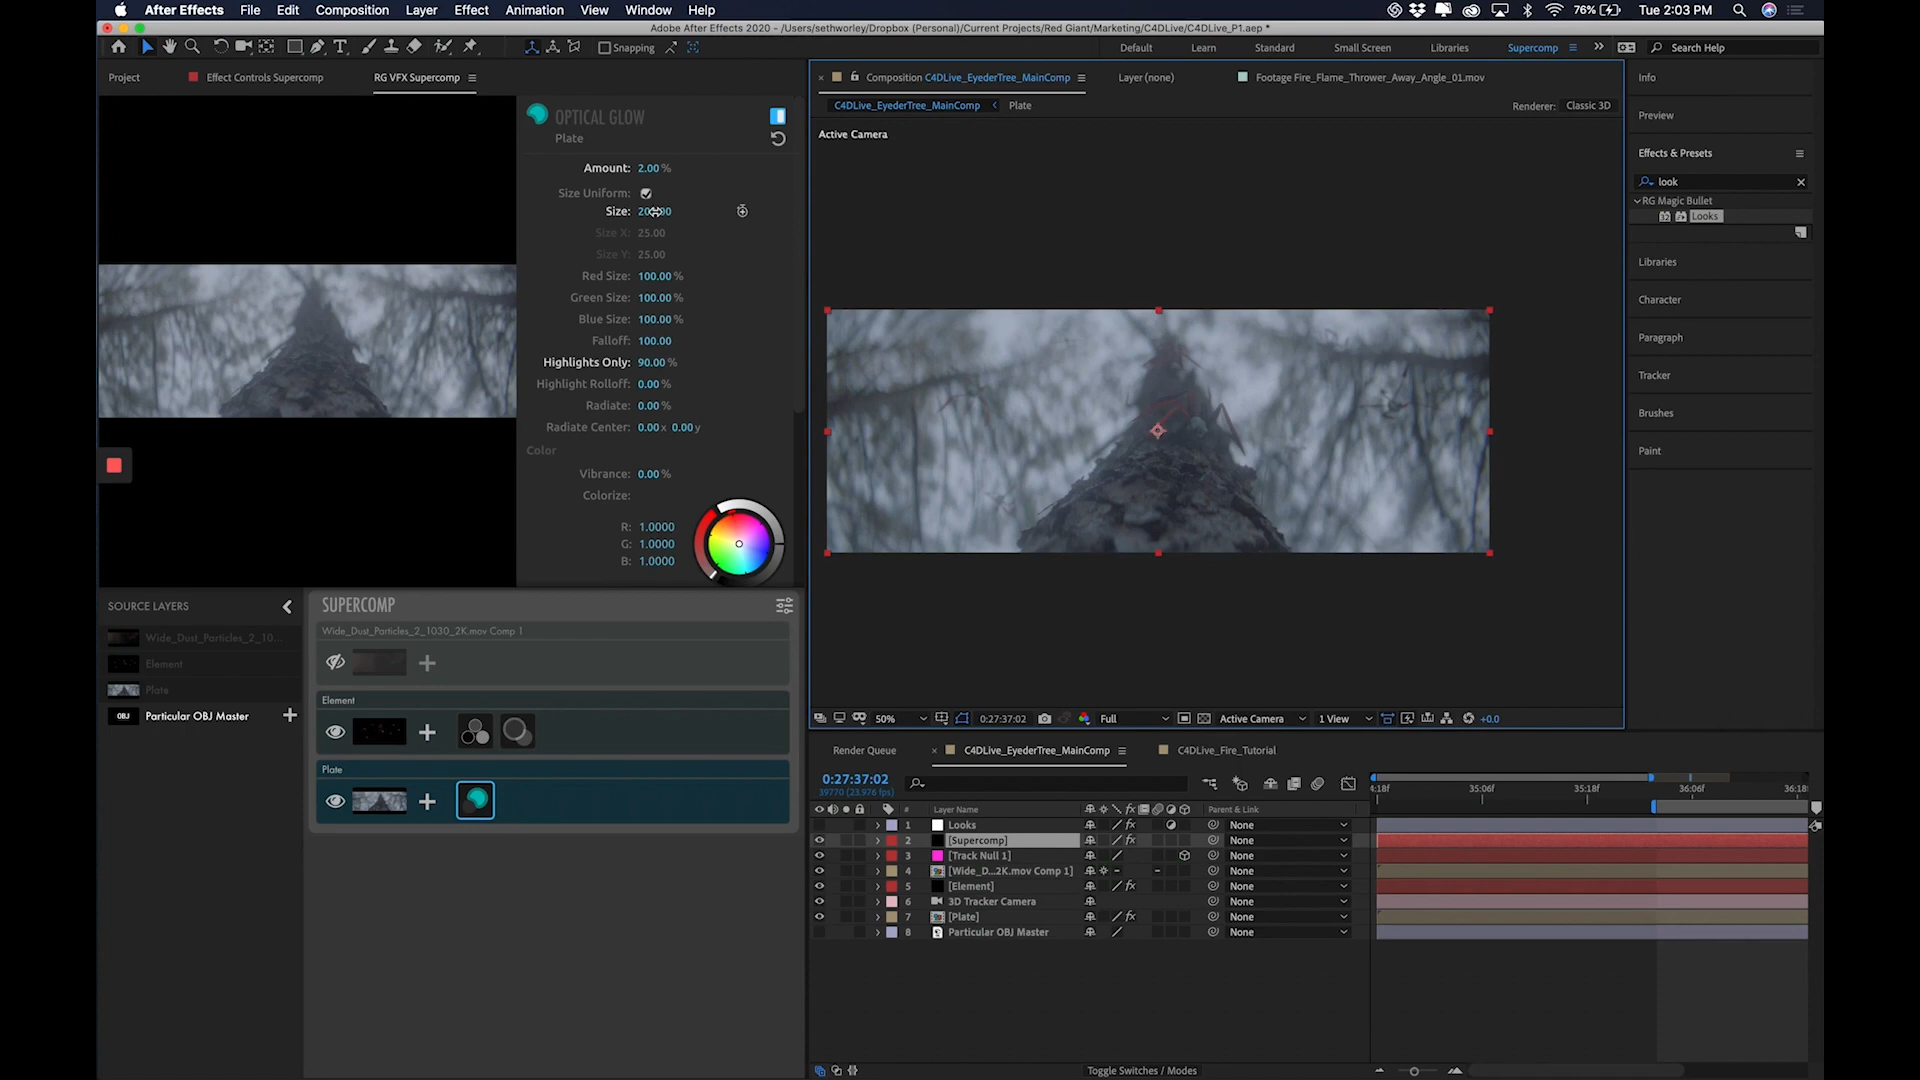 After Effects File Edit Composition Layer Effect Animation View Window Help 76% Tue 2:03 PM
Adobe After Effects 2020 - /Users/sethworley/Dropbox (Personal)/Current Projects/Red Giant/Marketing/C4DLive/C4DLive_P1.aep *
Snapping Default Learn Standard Small Screen Libraries Supercomp Search Help
Project Effect Controls Supercomp RG VFX Supercomp
Composition C4DLive_EyederTree_MainComp Layer (none) Footage Fire_Flame_Thrower_Away_Angle_01.mov
C4DLive_EyederTree_MainComp Plate Renderer: Classic 3D
Active Camera
OPTICAL GLOW
Plate
Amount: 2.00 %
Size Uniform:
Size:
Size X: 25.00
Size Y: 25.00
Red Size: 100.00 %
Green Size: 100.00 %
Blue Size: 100.00 %
Falloff: 100.00
Highlights Only: 90.00 %
Highlight Rolloff: 0.00 %
Radiate: 0.00 %
Radiate Center: 0.00 x 0.00 y
Color
Vibrance: 0.00 %
Colorize:
R: 1.0000
G: 1.0000
B: 1.0000
Info
Preview
Effects & Presets
look
RG Magic Bullet
32 Looks
Libraries
Character
Paragraph
Tracker
Brushes
Paint
SOURCE LAYERS
Wide_Dust_Particles_2_10...
Element
Plate
OBJ Particular OBJ Master
SUPERCOMP
Wide_Dust_Particles_2_1030_2K.mov Comp 1
Element
Plate
50% 0:27:37:02 Full Active Camera 1 View +0.0
Render Queue C4DLive_EyederTree_MainComp C4DLive_Fire_Tutorial
0:27:37:02
39770 (23.976 fps)
4:18f 35:06f 35:18f 36:06f 36:18f
# Layer Name Parent & Link
1 Looks None
2 [Supercomp] None
3 [Track Null 1] None
4 [Wide_D...2K.mov Comp 1] None
5 [Element] None
6 3D Tracker Camera None
7 [Plate] None
8 Particular OBJ Master None
Toggle Switches / Modes